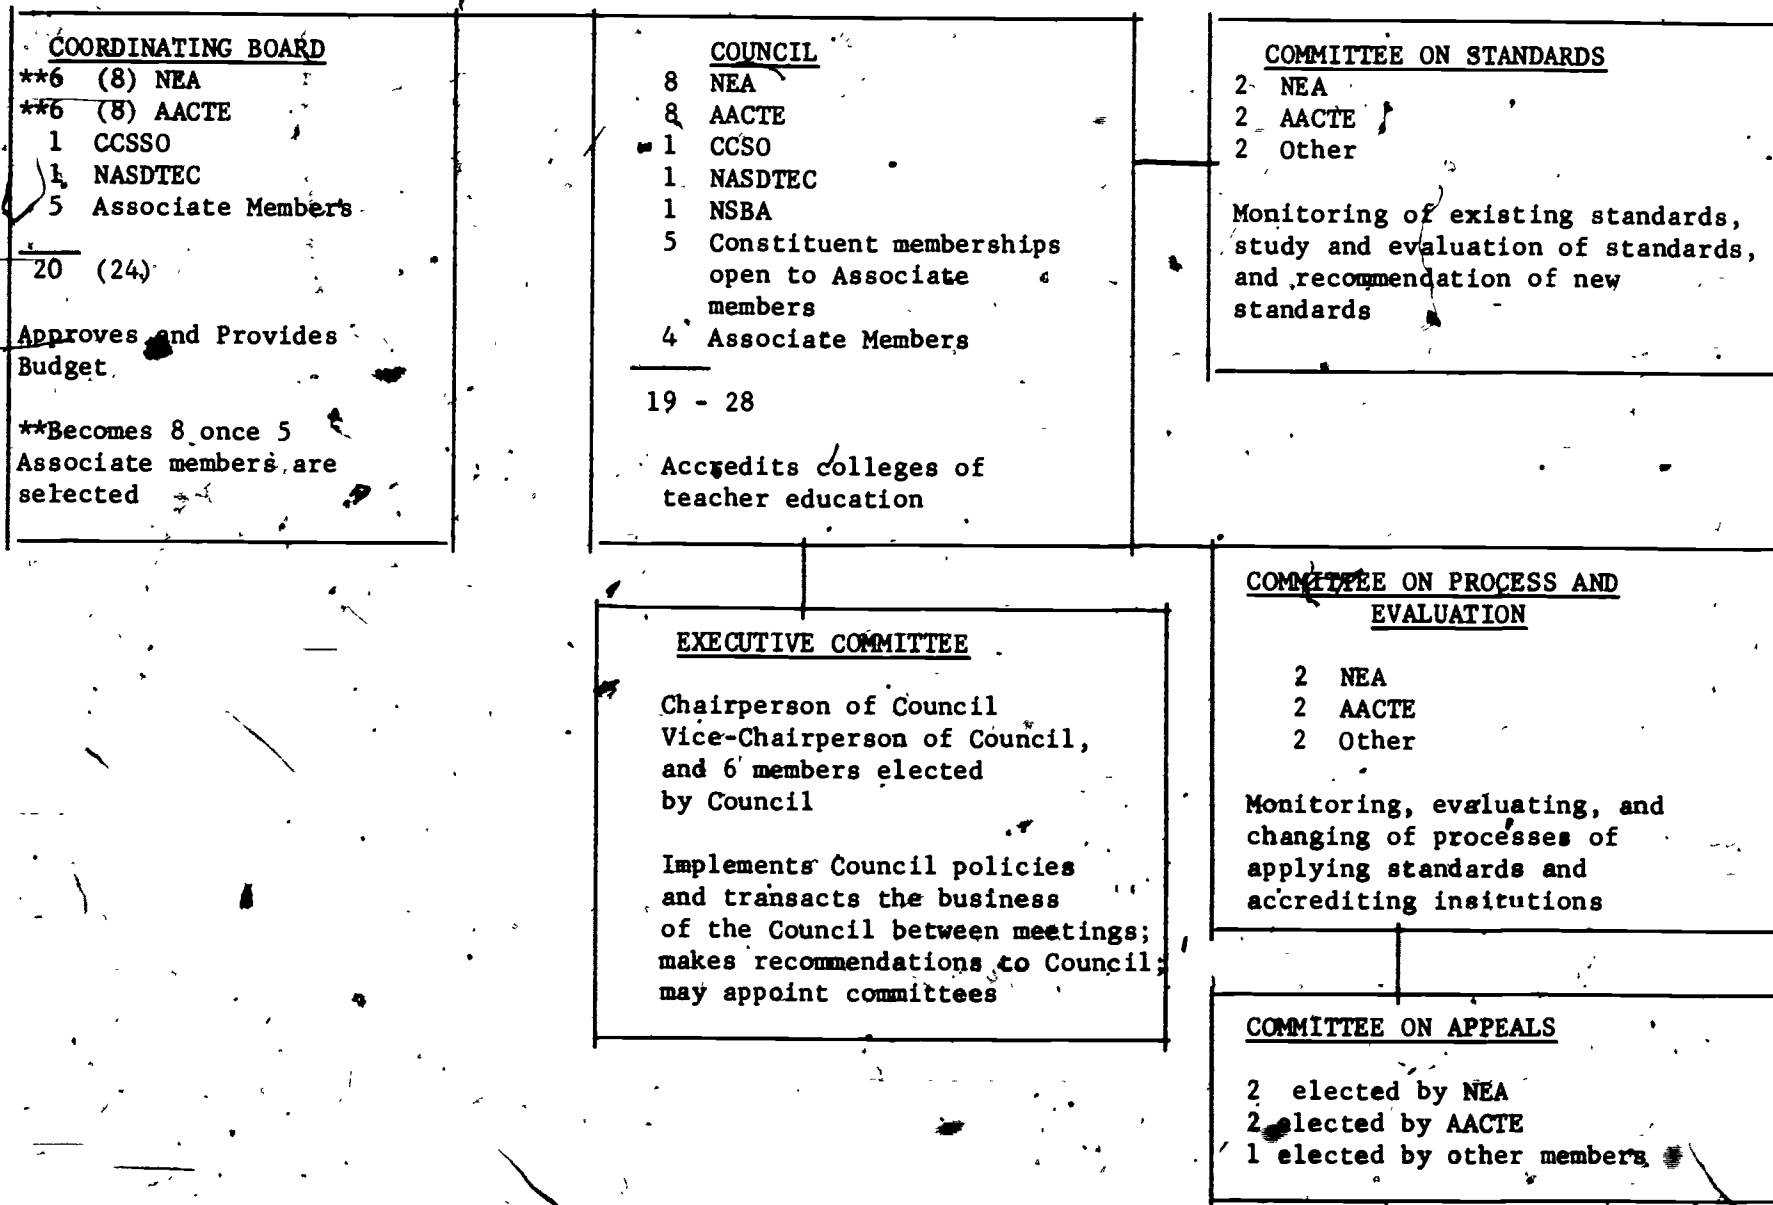 COORDINATING BOARD
**6 (8) NEA
**6 (8) AACTE
1 CCSSO
1 NASDTEC
5 Associate Members
20 (24)
Approves and Provides
Budget
**Becomes 8 once 5
Associate members are
selected
COUNCIL
8 NEA
8 AACTE
1 CCSO
1 NASDTEC
1 NSBA
5 Constituent memberships
open to Associate
members
4 Associate Members
19 - 28
Accredits colleges of
teacher education
COMMITTEE ON STANDARDS
2 NEA
2 AACTE
2 Other
Monitoring of existing standards,
study and evaluation of standards,
and recommendation of new
standards
EXECUTIVE COMMITTEE
Chairperson of Council
Vice-Chairperson of Council,
and 6 members elected
by Council
Implements Council policies
and transacts the business
of the Council between meetings;
makes recommendations to Council;
may appoint committees
COMMITTEE ON PROCESS AND
EVALUATION
2 NEA
2 AACTE
2 Other
Monitoring, evaluating, and
changing of processes of
applying standards and
accrediting insitutions
COMMITTEE ON APPEALS
2 elected by NEA
2 elected by AACTE
1 elected by other members